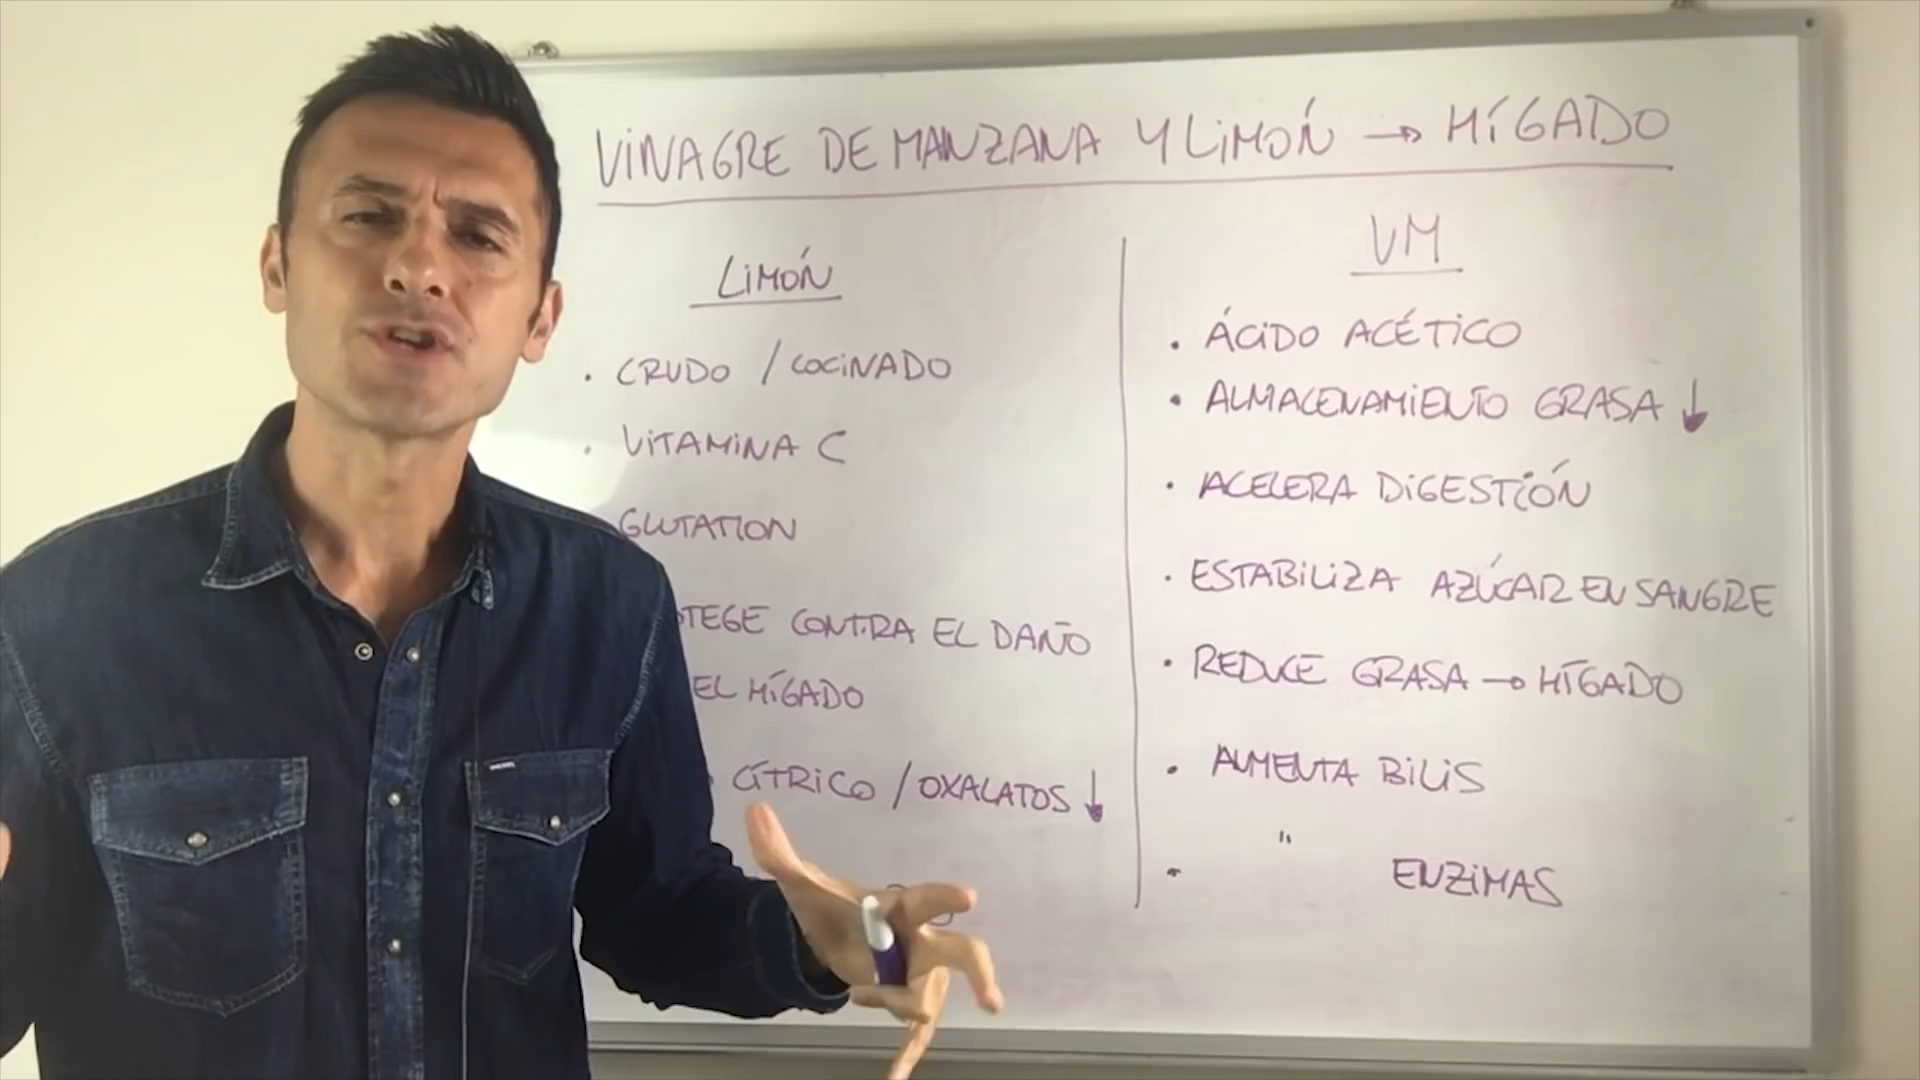 VINAGRE DE MANZANA Y LIMÓN → HÍGADO
LIMÓN
• CRUDO / COCINADO
• VITAMINA C
GLUTATION
TEGE CONTRA EL DAÑO
EL HÍGADO
CÍTRICO / OXALATOS ↓
VM
• ÁCIDO ACÉTICO
• ALMACENAMIENTO GRASA ↓
• ACELERA DIGESTIÓN
• ESTABILIZA AZÚCAR EN SANGRE
• REDUCE GRASA → HÍGADO
• AUMENTA BILIS
• " ENZIMAS